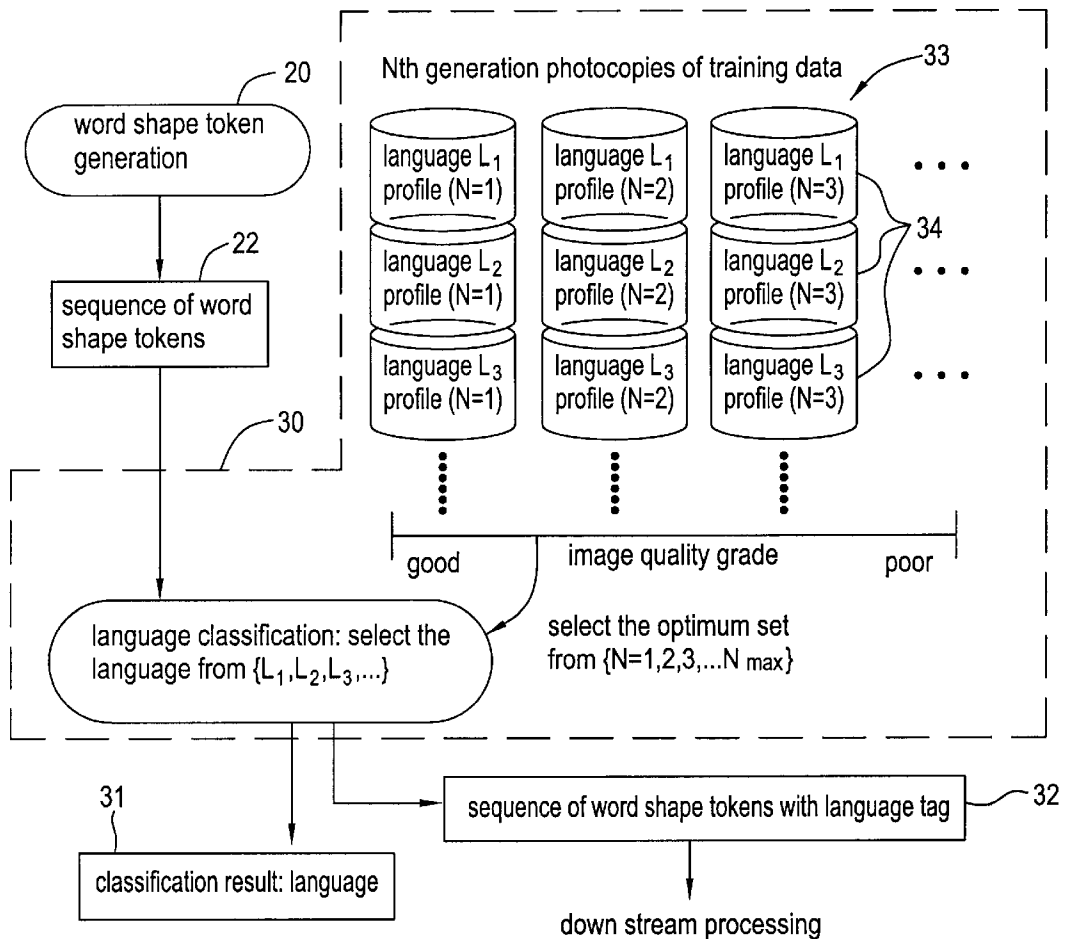 Nth generation photocopies of training data
33
20
word shape token
generation
language L1
profile (N=1)
language L1
profile (N=2)
language L1
profile (N=3)
22
34
sequence of word
shape tokens
language L2
profile (N=1)
language L2
profile (N=2)
language L2
profile (N=3)
language L3
profile (N=1)
language L3
profile (N=2)
language L3
profile (N=3)
30
good
image quality grade
poor
language classification: select the
language from {L1,L2,L3,...}
select the optimum set
from {N=1,2,3,...N max}
31
sequence of word shape tokens with language tag
32
classification result: language
down stream processing